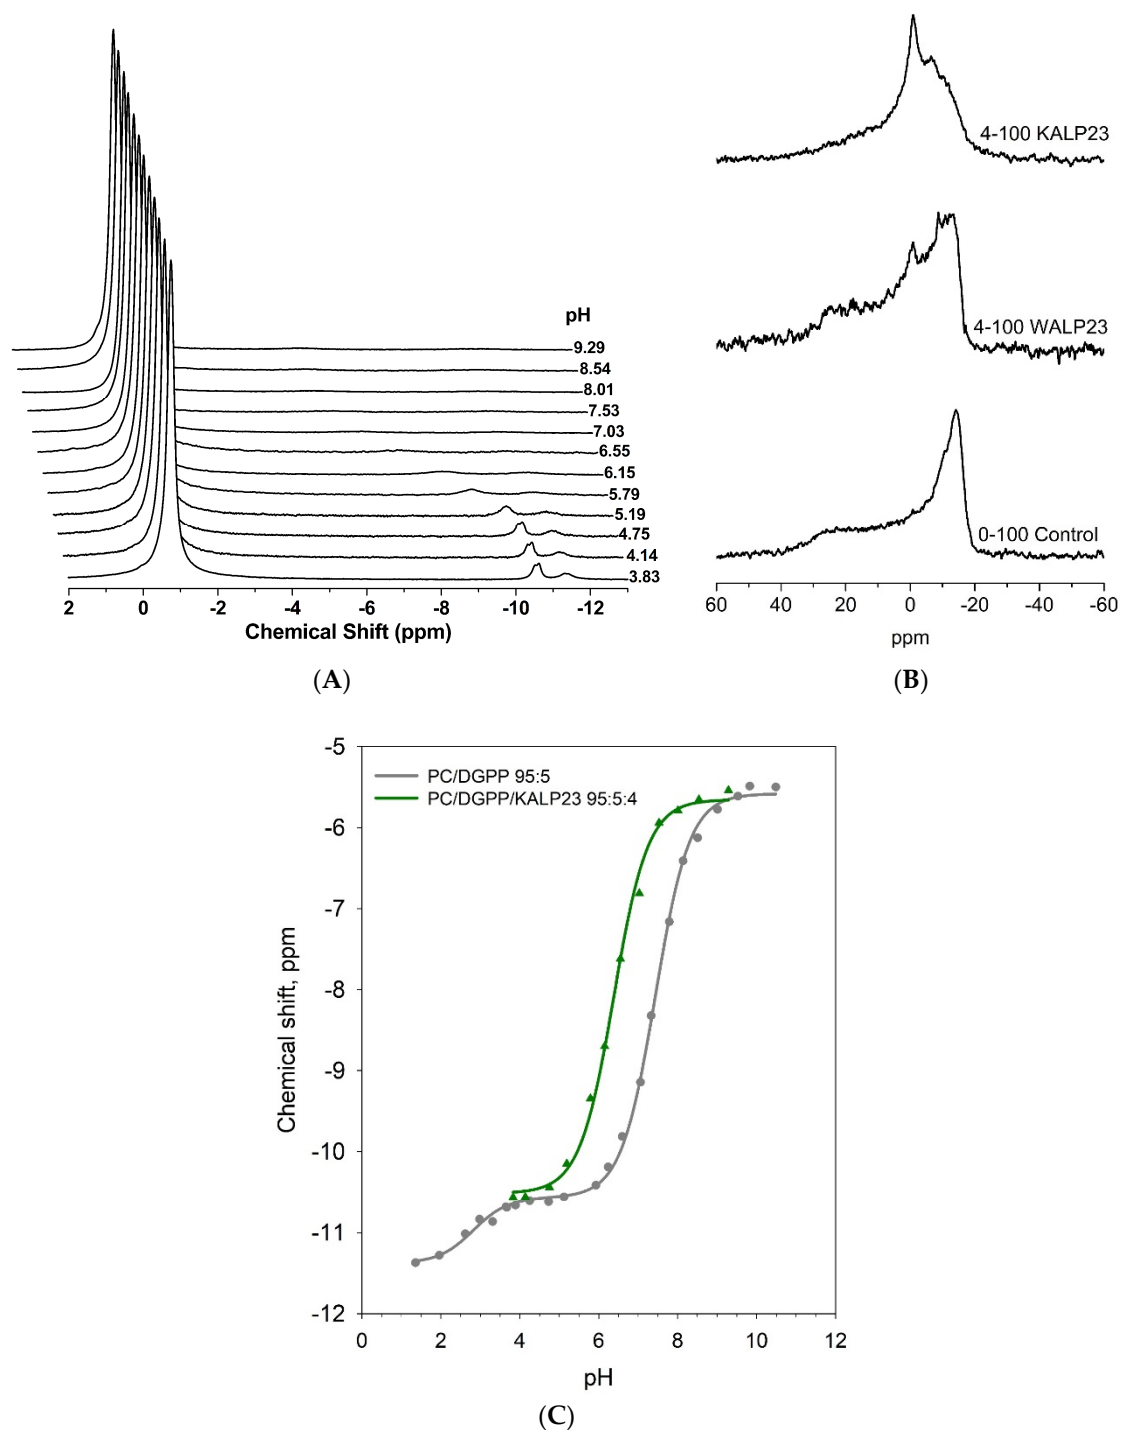 pH
9.29
8.54
8.01
7.53
7.03
6.55
6.15
5.79
5.19
4.75
4.14
3.83
2 0 -2 -4 -6 -8 -10 -12
Chemical Shift (ppm)
(A)
4-100 KALP23
4-100 WALP23
0-100 Control
60 40 20 0 -20 -40 -60
ppm
(B)
PC/DGPP 95:5
PC/DGPP/KALP23 95:5:4
-5
-6
-7
-8
-9
-10
-11
-12
Chemical shift, ppm
0 2 4 6 8 10 12
pH
(C)